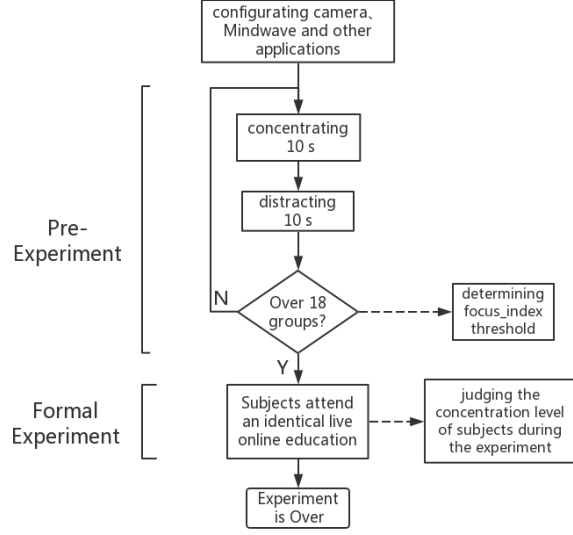 configurating camera、
Mindwave and other
applications
concentrating
10 s
distracting
10 s
Pre-
Experiment
N
Over 18
groups?
determining
focus_index
threshold
Y
Formal
Experiment
Subjects attend
an identical live
online education
judging the
concentration level
of subjects during
the experiment
Experiment
is Over